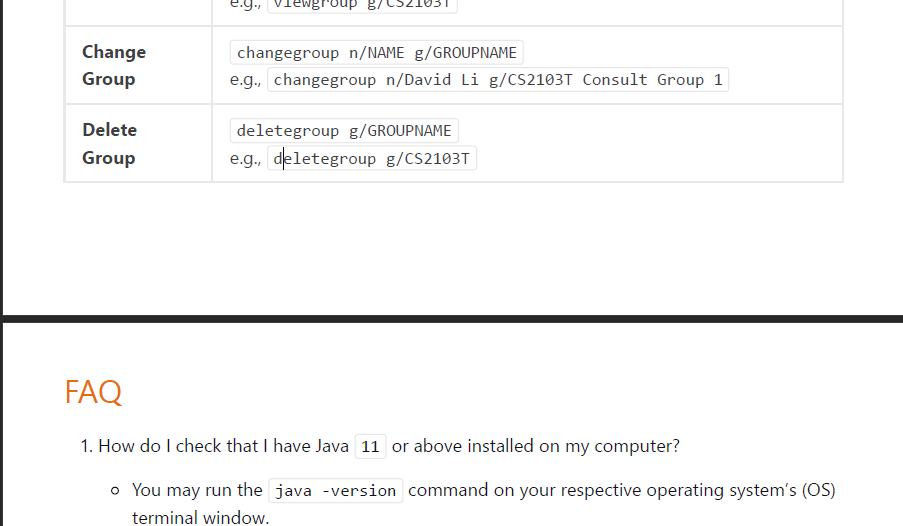 e.g., viewgroup g/CS2103T
Change
Group
changegroup n/NAME g/GROUPNAME
e.g., changegroup n/David Li g/CS2103T Consult Group 1
Delete
Group
deletegroup g/GROUPNAME
e.g., deletegroup g/CS2103T
FAQ
1. How do I check that I have Java 11 or above installed on my computer?
You may run the java -version command on your respective operating system's (OS)
terminal window.